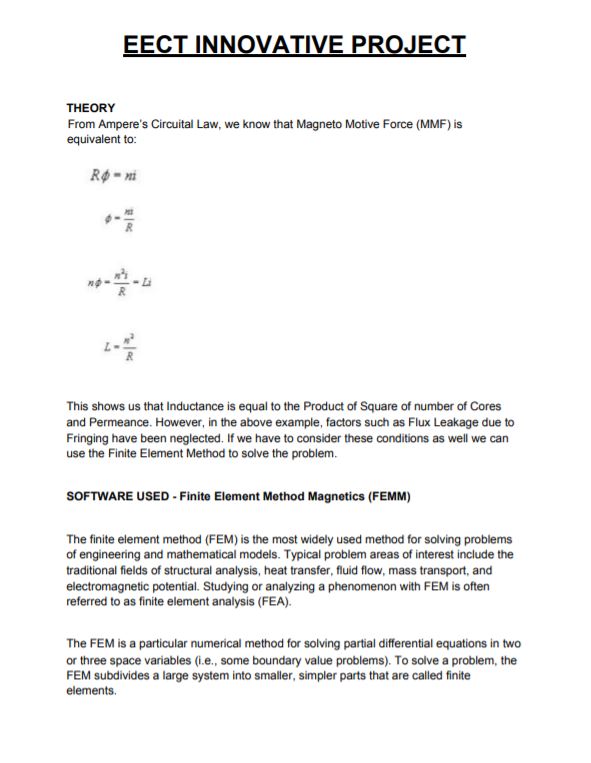 EECT INNOVATIVE PROJECT
THEORY
From Ampere's Circuital Law, we know that Magneto Motive Force (MMF) is
equivalent to:
Rϕ = ni
ϕ = ni/R
nϕ = n²i/R = Li
L = n²/R
This shows us that Inductance is equal to the Product of Square of number of Cores
and Permeance. However, in the above example, factors such as Flux Leakage due to
Fringing have been neglected. If we have to consider these conditions as well we can
use the Finite Element Method to solve the problem.
SOFTWARE USED - Finite Element Method Magnetics (FEMM)
The finite element method (FEM) is the most widely used method for solving problems
of engineering and mathematical models. Typical problem areas of interest include the
traditional fields of structural analysis, heat transfer, fluid flow, mass transport, and
electromagnetic potential. Studying or analyzing a phenomenon with FEM is often
referred to as finite element analysis (FEA).
The FEM is a particular numerical method for solving partial differential equations in two
or three space variables (i.e., some boundary value problems). To solve a problem, the
FEM subdivides a large system into smaller, simpler parts that are called finite
elements.